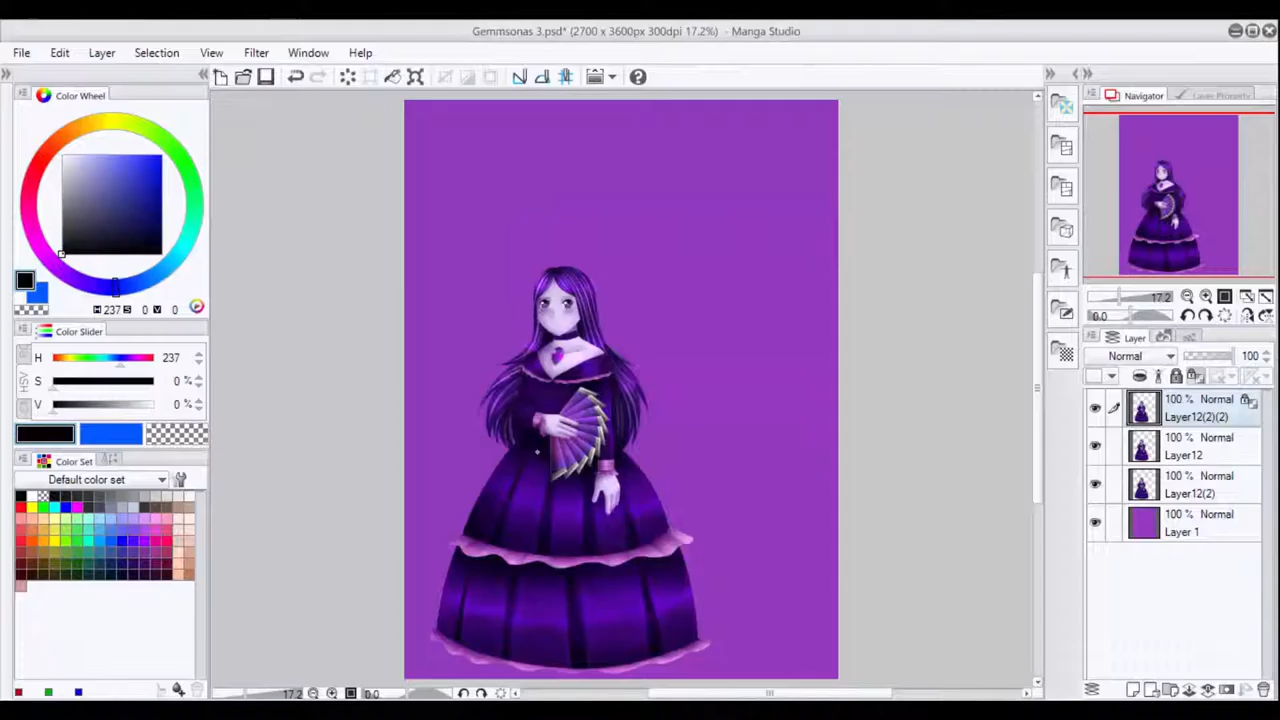 Gemmsonas 3.psd* (2700 x 3600px 300dpi 17.2%) - Manga Studio
File Edit Layer Selection View Filter Window Help
Color Wheel
H 237 S 0 V 0
Color Slider
HSV
H 237
S 0 %
V 0 %
Color Set
Default color set
17.2 0.0
Navigator Layer Property
17.2
0.0
Layer
Normal 100
100 % Normal
Layer12(2)(2)
100 % Normal
Layer12
100 % Normal
Layer12(2)
100 % Normal
Layer 1